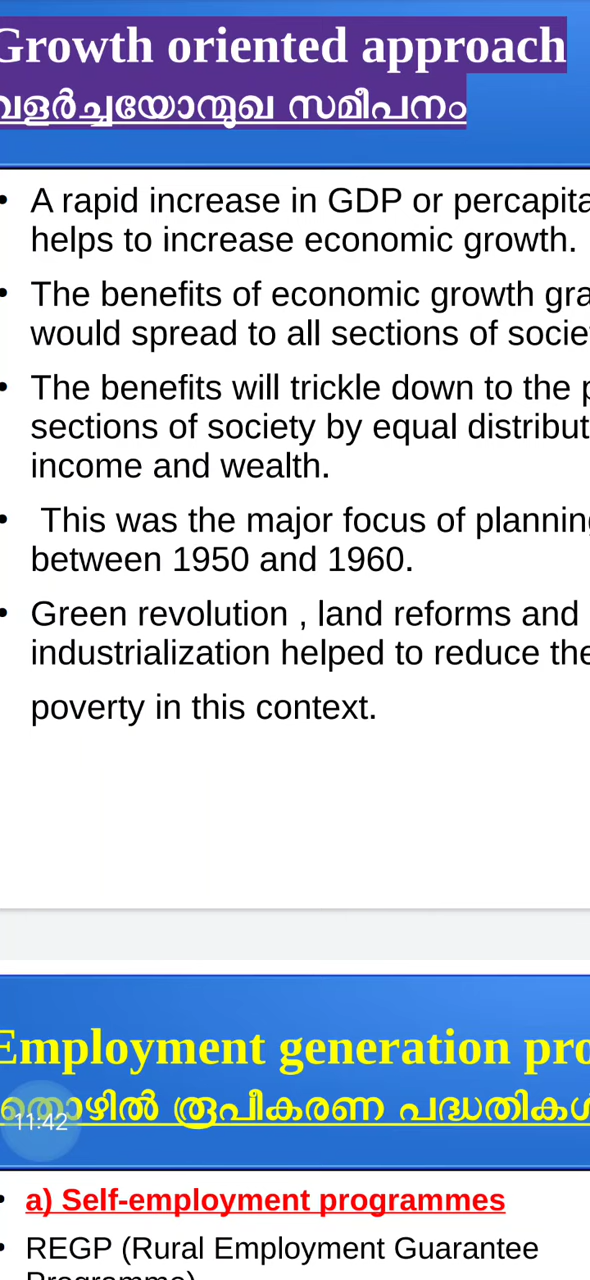 Growth oriented approach
വളർച്ചയോന്മുഖ സമീപനം
• A rapid increase in GDP or percapita
helps to increase economic growth.
• The benefits of economic growth gra
would spread to all sections of socie
• The benefits will trickle down to the p
sections of society by equal distribut
income and wealth.
• This was the major focus of planning
between 1950 and 1960.
• Green revolution , land reforms and
industrialization helped to reduce the
poverty in this context.
Employment generation pro
തൊഴിൽ രൂപീകരണ പദ്ധതികൾ
11:42
• a) Self-employment programmes
• REGP (Rural Employment Guarantee
Programme)